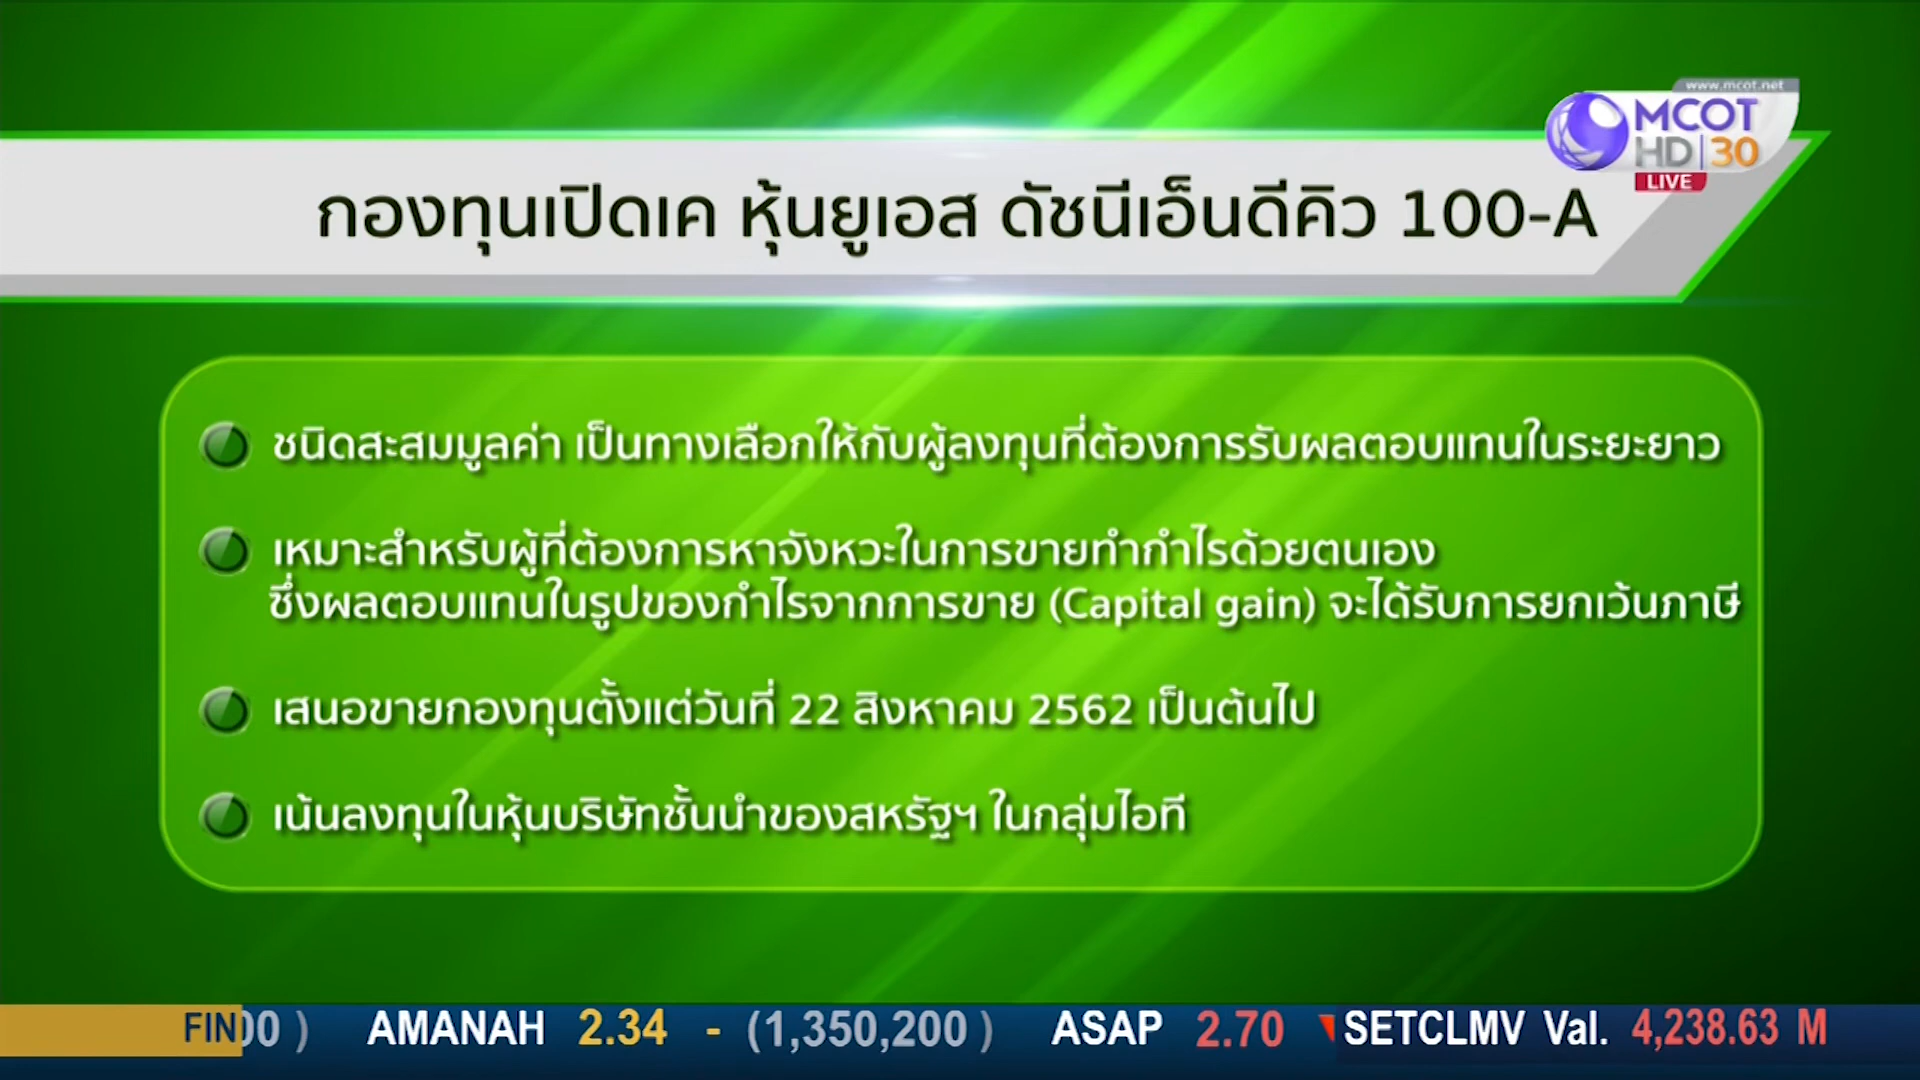 www.mcot.net
MCOT
HD 30
LIVE
กองทุนเปิดเค หุ้นยูเอส ดัชนีเอ็นดีคิว 100-A
ชนิดสะสมมูลค่า เป็นทางเลือกให้กับผู้ลงทุนที่ต้องการรับผลตอบแทนในระยะยาว
เหมาะสำหรับผู้ที่ต้องการหาจังหวะในการขายทำกำไรด้วยตนเอง
ซึ่งผลตอบแทนในรูปของกำไรจากการขาย (Capital gain) จะได้รับการยกเว้นภาษี
เสนอขายกองทุนตั้งแต่วันที่ 22 สิงหาคม 2562 เป็นต้นไป
เน้นลงทุนในหุ้นบริษัทชั้นนำของสหรัฐฯ ในกลุ่มไอที
FIN 00 ) AMANAH 2.34 - (1,350,200 ) ASAP 2.70 SETCLMV Val. 4,238.63 M